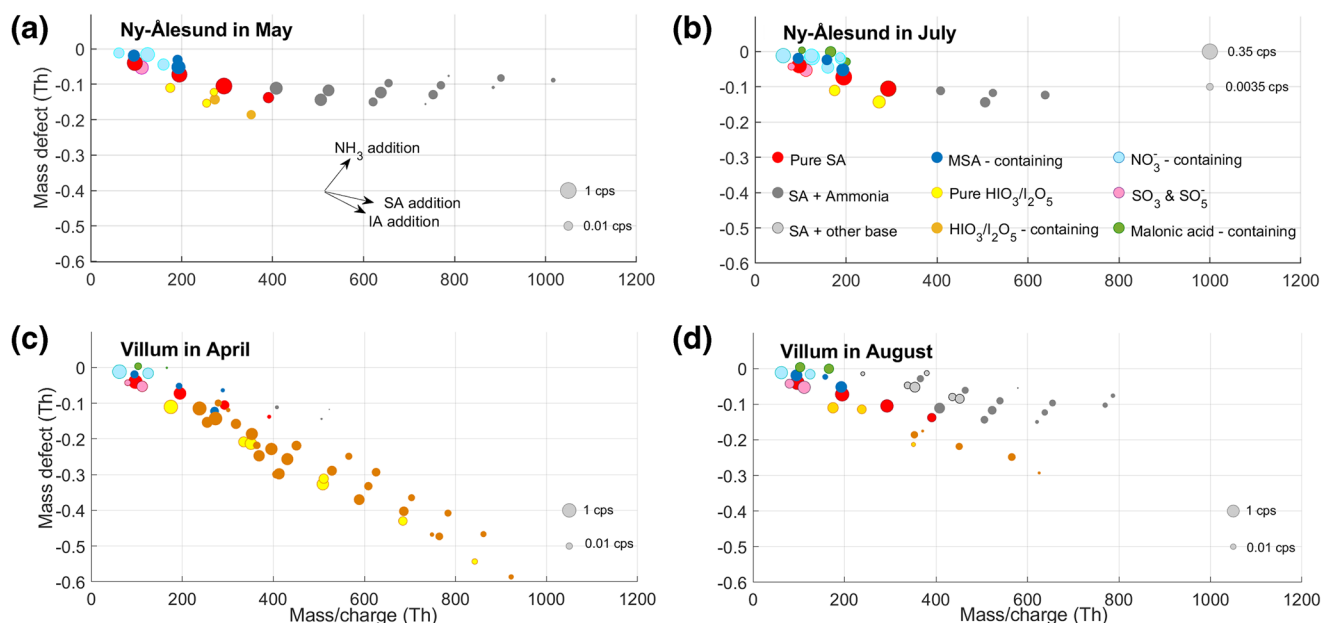 (a)
Ny-Ålesund in May
Mass defect (Th)
0
-0.1
-0.2
-0.3
-0.4
-0.5
-0.6
NH3 addition
SA addition
IA addition
1 cps
0.01 cps
0 200 400 600 800 1000 1200
(b)
Ny-Ålesund in July
0
-0.1
-0.2
-0.3
-0.4
-0.5
-0.6
0.35 cps
0.0035 cps
Pure SA
MSA - containing
NO3- - containing
SA + Ammonia
Pure HIO3/I2O5
SO3 & SO5-
SA + other base
HIO3/I2O5 - containing
Malonic acid - containing
0 200 400 600 800 1000 1200
(c)
Villum in April
Mass defect (Th)
0
-0.1
-0.2
-0.3
-0.4
-0.5
-0.6
1 cps
0.01 cps
0 200 400 600 800 1000 1200
Mass/charge (Th)
(d)
Villum in August
0
-0.1
-0.2
-0.3
-0.4
-0.5
-0.6
1 cps
0.01 cps
0 200 400 600 800 1000 1200
Mass/charge (Th)